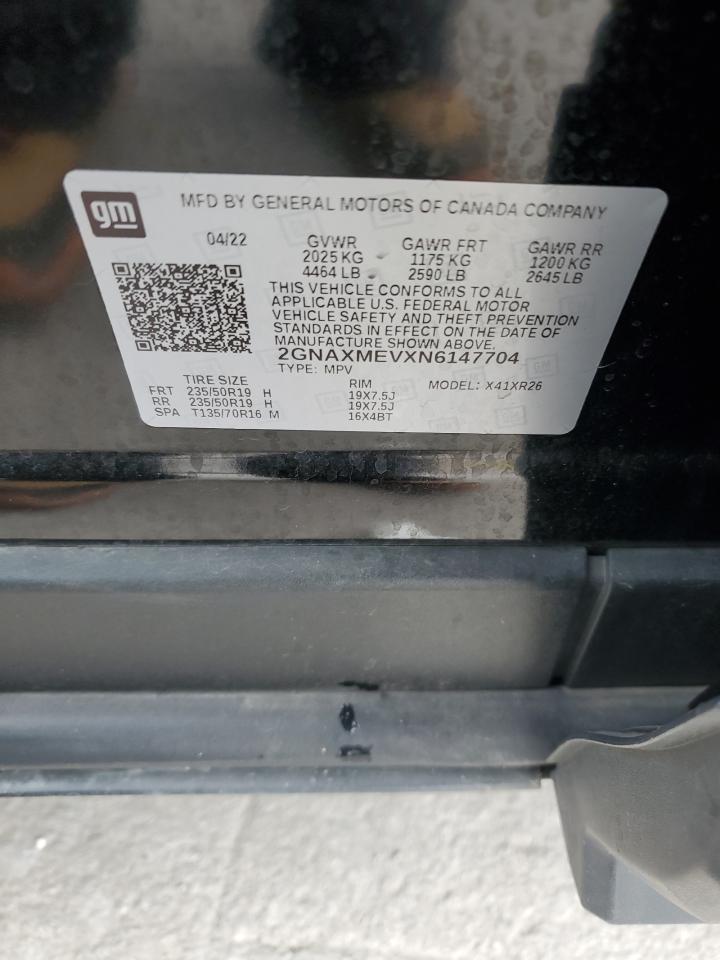 gm
MFD BY GENERAL MOTORS OF CANADA COMPANY
04/22 GVWR GAWR FRT GAWR RR
2025 KG 1175 KG 1200 KG
4464 LB 2590 LB 2645 LB
THIS VEHICLE CONFORMS TO ALL
APPLICABLE U.S. FEDERAL MOTOR
VEHICLE SAFETY AND THEFT PREVENTION
STANDARDS IN EFFECT ON THE DATE OF
MANUFACTURE SHOWN ABOVE.
2GNAXMEVXN6147704
TYPE: MPV
TIRE SIZE RIM MODEL: X41XR26
FRT 235/50R19 H 19X7.5J
RR 235/50R19 H 19X7.5J
SPA T135/70R16 M 16X4BT